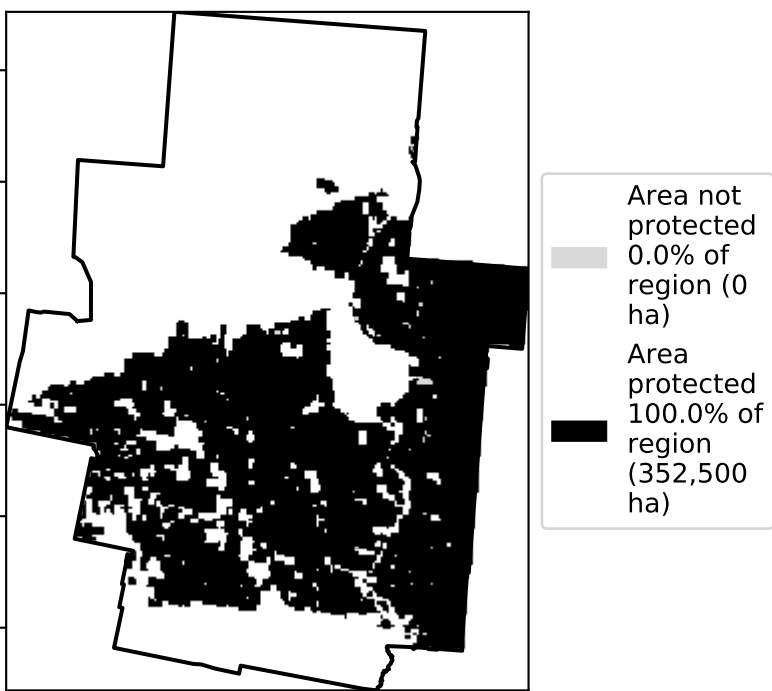 Area not
protected
0.0% of
region (0
ha)
Area
protected
100.0% of
region
(352,500
ha)